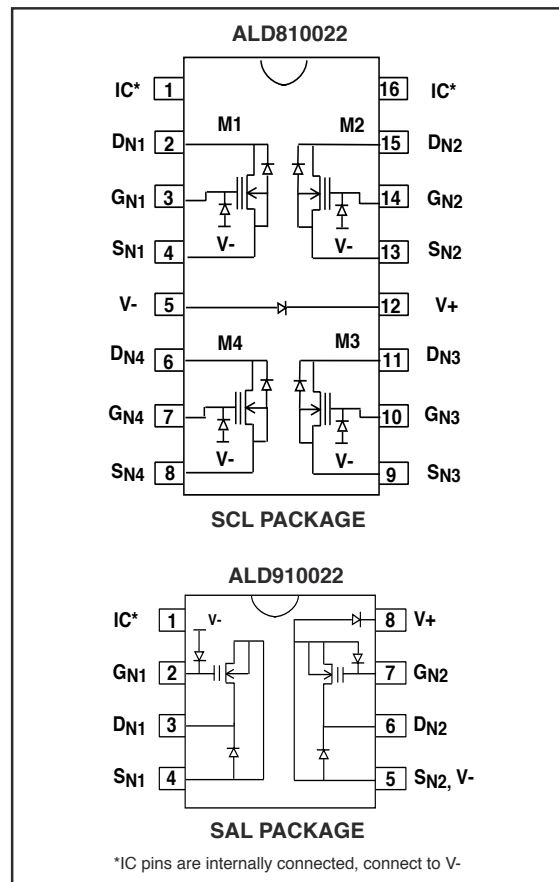 ALD810022
IC* 1 16 IC*
M1 M2
DN1 2 15 DN2
GN1 3 14 GN2
V- V-
SN1 4 13 SN2
V- 5 12 V+
M4 M3
DN4 6 11 DN3
GN4 7 10 GN3
V- V-
SN4 8 9 SN3
SCL PACKAGE
ALD910022
IC* 1 V- 8 V+
GN1 2 7 GN2
DN1 3 6 DN2
SN1 4 5 SN2, V-
SAL PACKAGE
*IC pins are internally connected, connect to V-